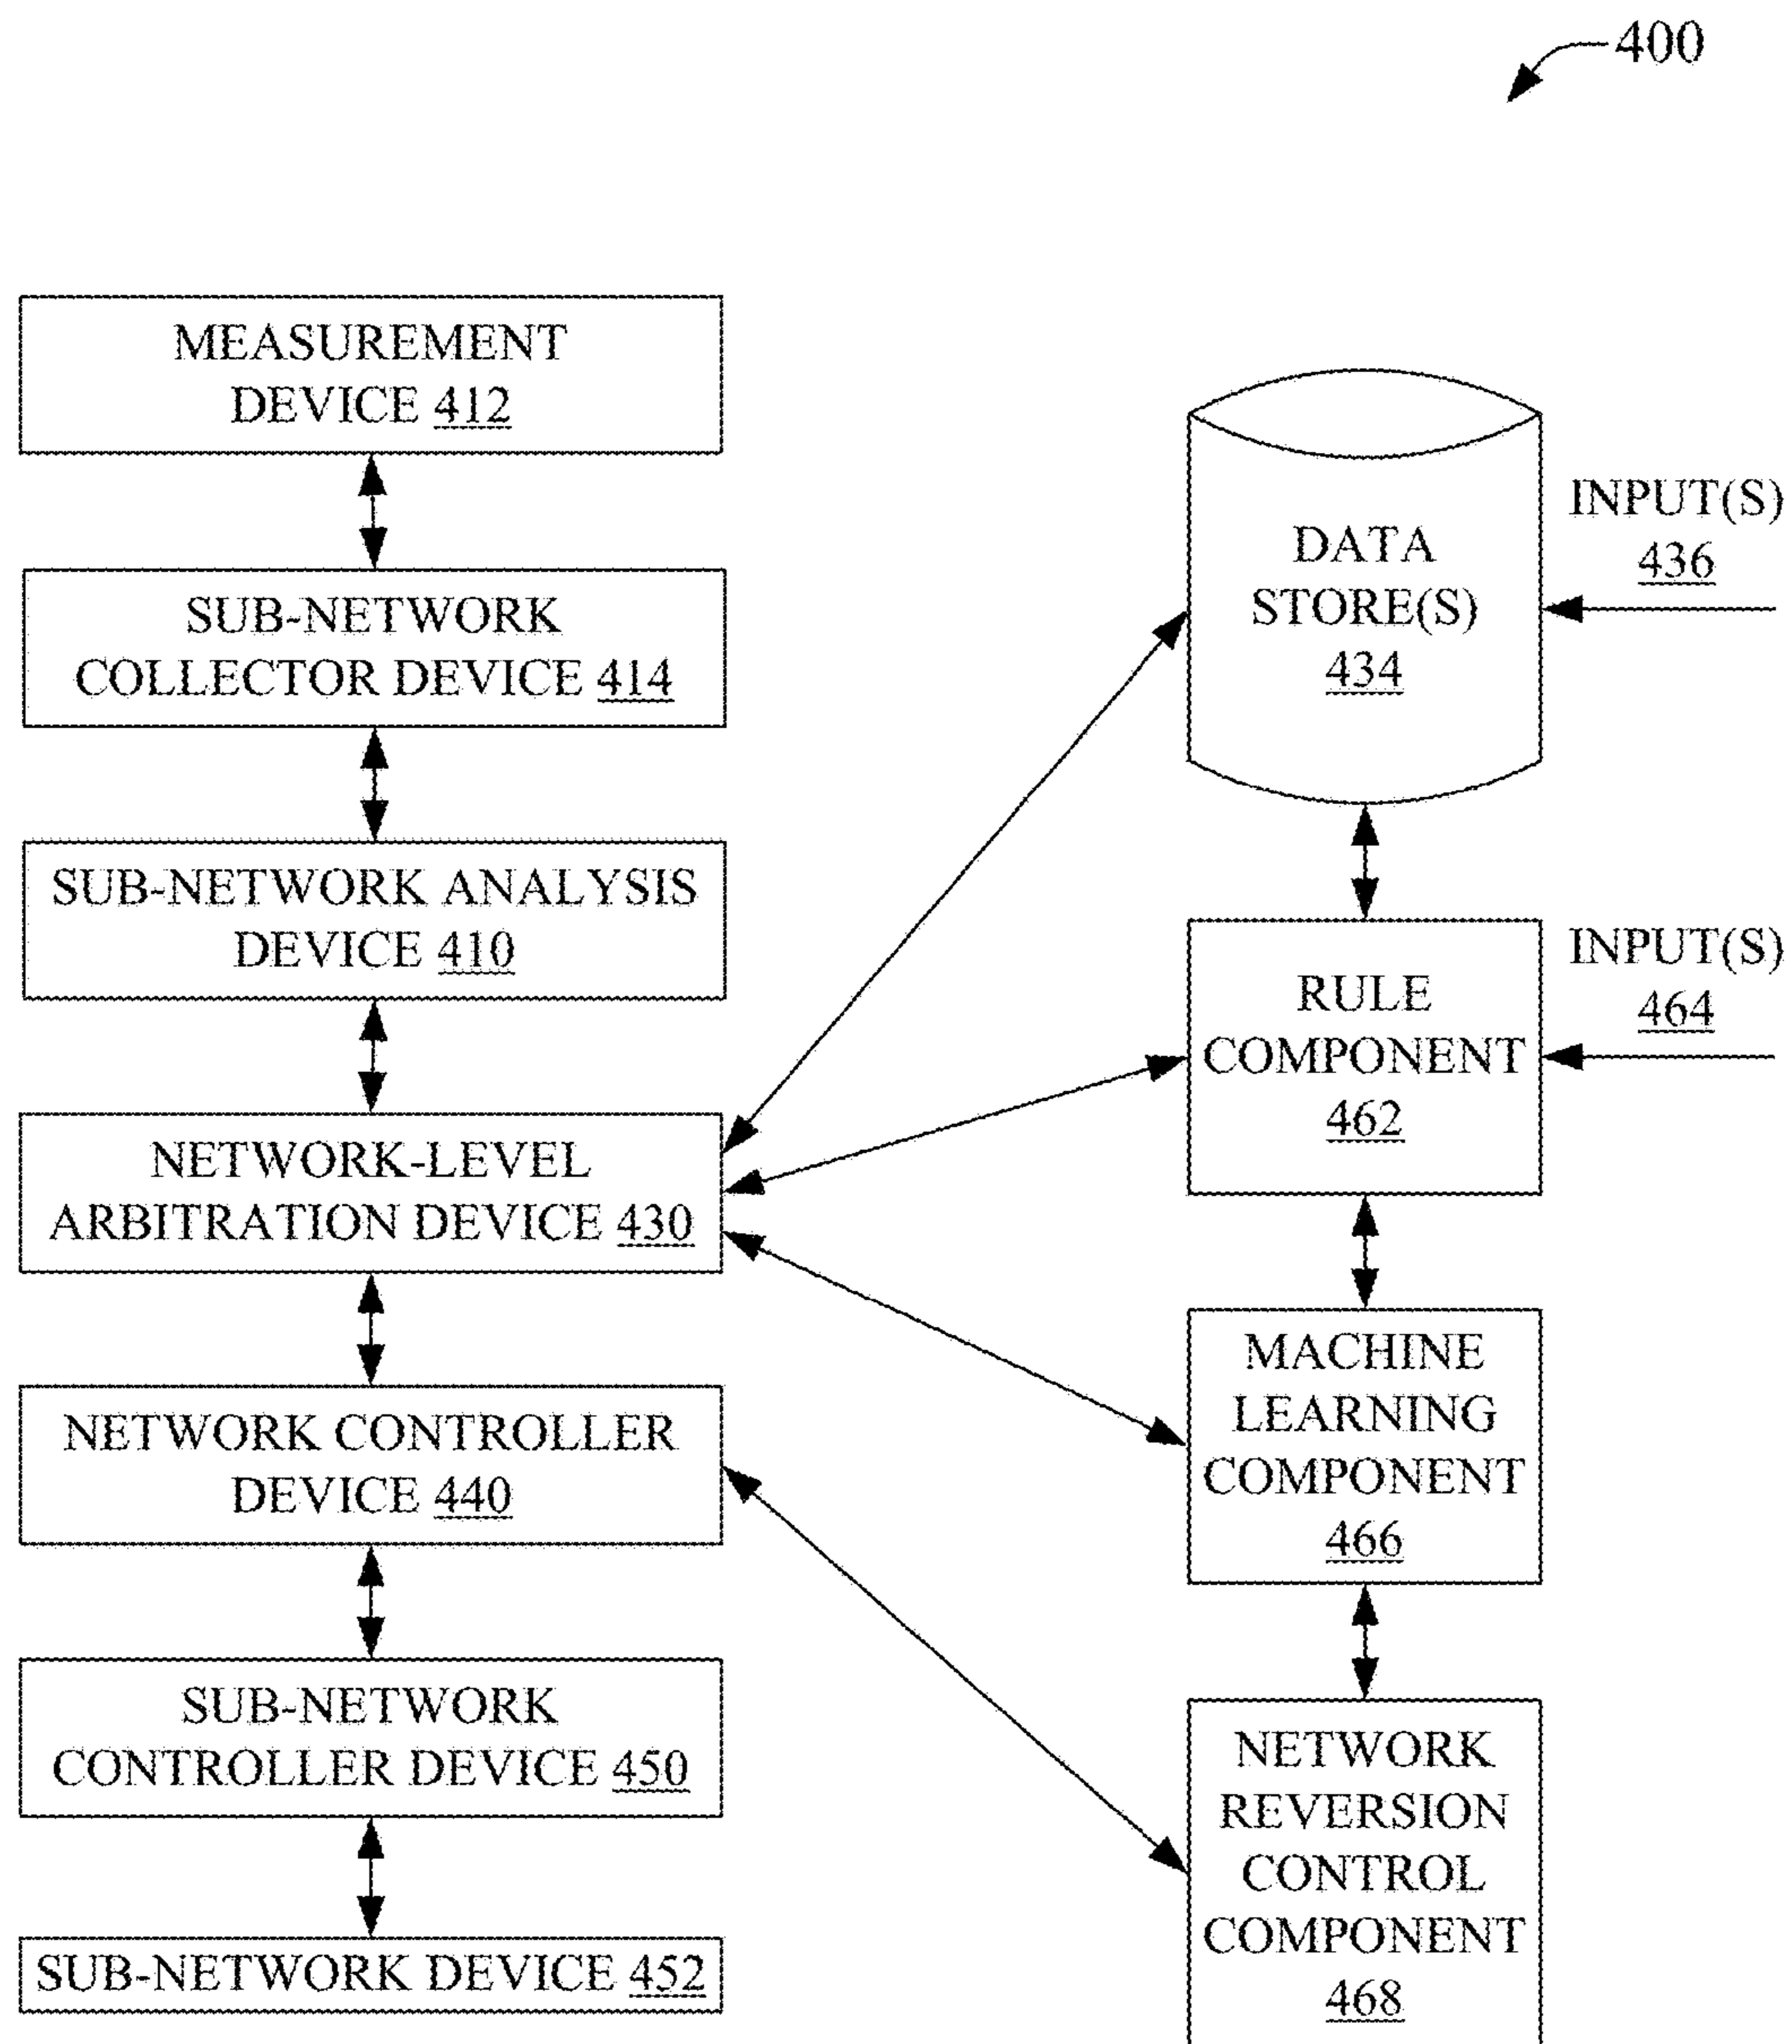 400
MEASUREMENT
DEVICE 412
SUB-NETWORK
COLLECTOR DEVICE 414
SUB-NETWORK ANALYSIS
DEVICE 410
NETWORK-LEVEL
ARBITRATION DEVICE 430
NETWORK CONTROLLER
DEVICE 440
SUB-NETWORK
CONTROLLER DEVICE 450
SUB-NETWORK DEVICE 452
DATA
STORE(S)
434
INPUT(S)
436
RULE
COMPONENT
462
INPUT(S)
464
MACHINE
LEARNING
COMPONENT
466
NETWORK
REVERSION
CONTROL
COMPONENT
468